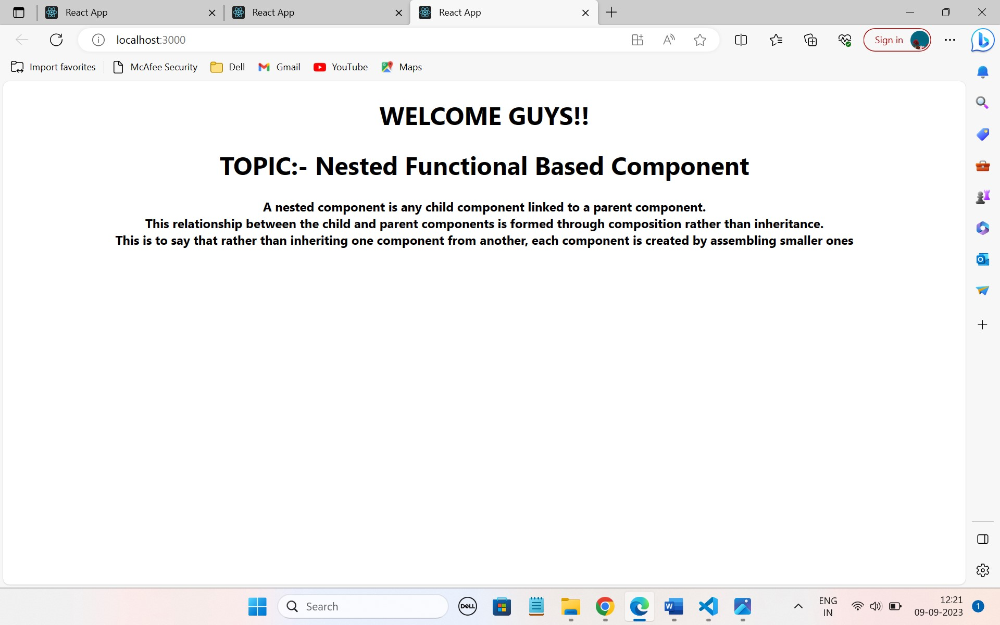 React App
React App
React App
localhost:3000
Sign in
Import favorites
McAfee Security
Dell
Gmail
YouTube
Maps
WELCOME GUYS!!
TOPIC:- Nested Functional Based Component
A nested component is any child component linked to a parent component.
This relationship between the child and parent components is formed through composition rather than inheritance.
This is to say that rather than inheriting one component from another, each component is created by assembling smaller ones
Search
DELL
ENG
IN
12:21
09-09-2023
1